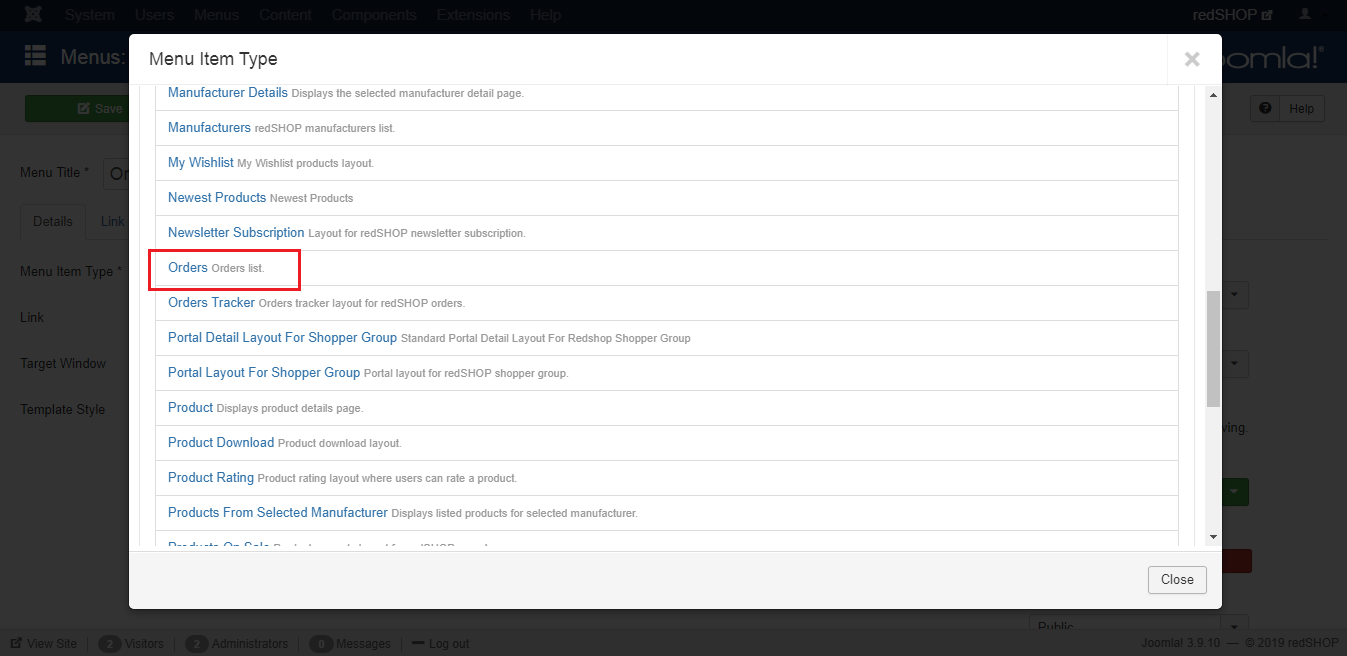 System Users Menus Content Components Extensions Help redSHOP
Menus:
oomla!
Menu Item Type
Save
Help
Manufacturer Details Displays the selected manufacturer detail page.
Manufacturers redSHOP manufacturers list.
My Wishlist My Wishlist products layout.
Menu Title *
Or
Newest Products Newest Products
Details Link
Newsletter Subscription Layout for redSHOP newsletter subscription.
Menu Item Type *
Orders Orders list.
Orders Tracker Orders tracker layout for redSHOP orders.
Link
Portal Detail Layout For Shopper Group Standard Portal Detail Layout For Redshop Shopper Group
Target Window
Portal Layout For Shopper Group Portal layout for redSHOP shopper group.
Template Style
Product Displays product details page.
ving.
Product Download Product download layout.
Product Rating Product rating layout where users can rate a product.
Products From Selected Manufacturer Displays listed products for selected manufacturer.
Products On Sale
Close
Public
View Site 2 Visitors 2 Administrators 0 Messages Log out Joomla! 3.9.10 — © 2019 redSHOP